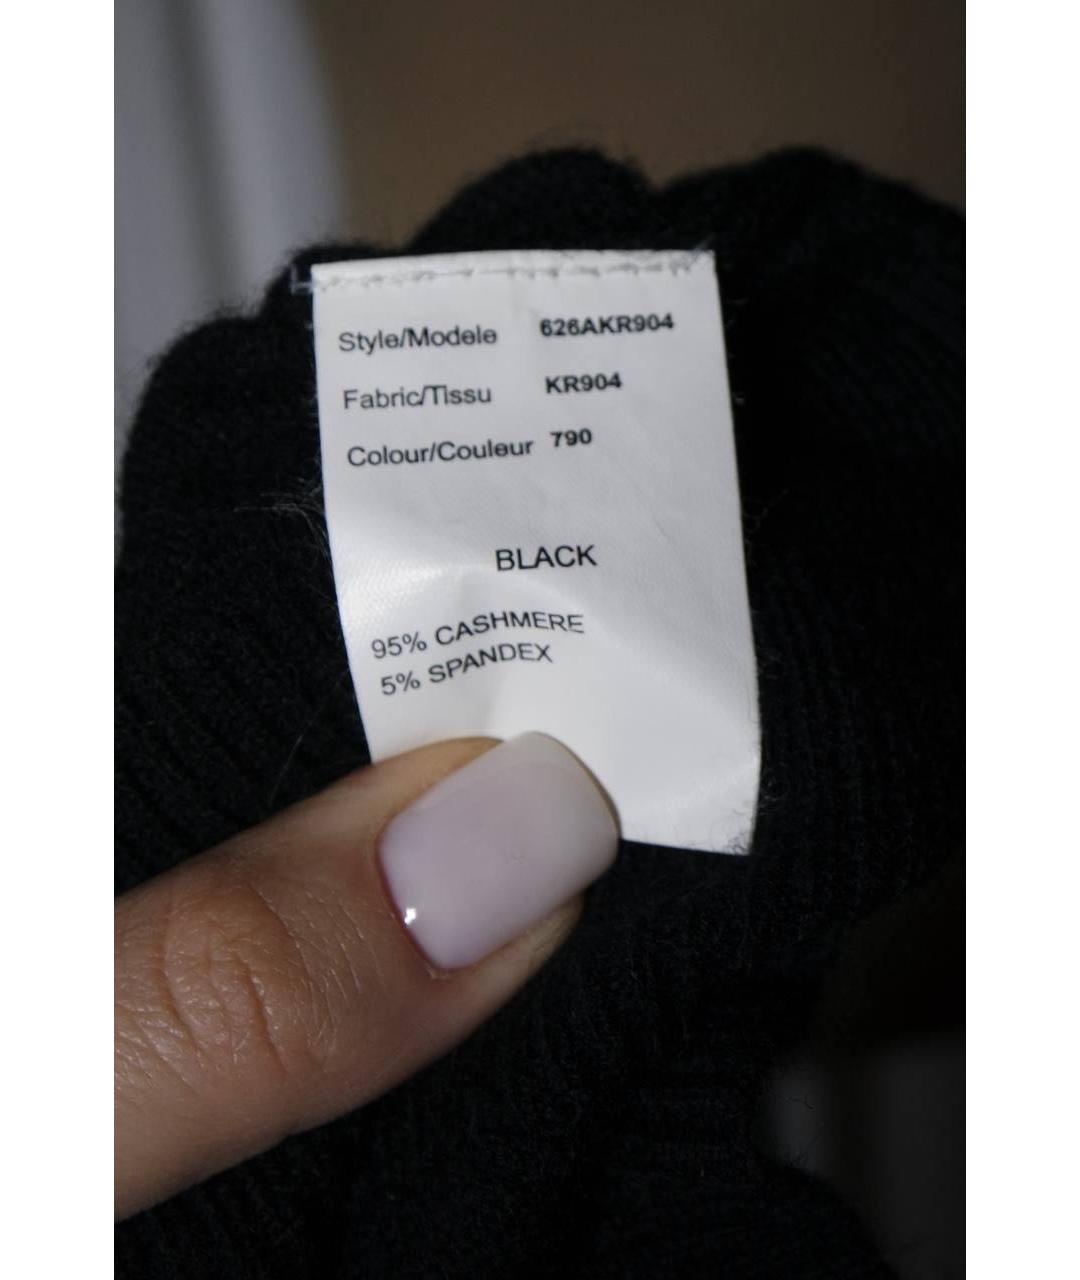 Style/Modele 626AKR904
Fabric/Tissu KR904
Colour/Couleur 790
BLACK
95% CASHMERE
5% SPANDEX